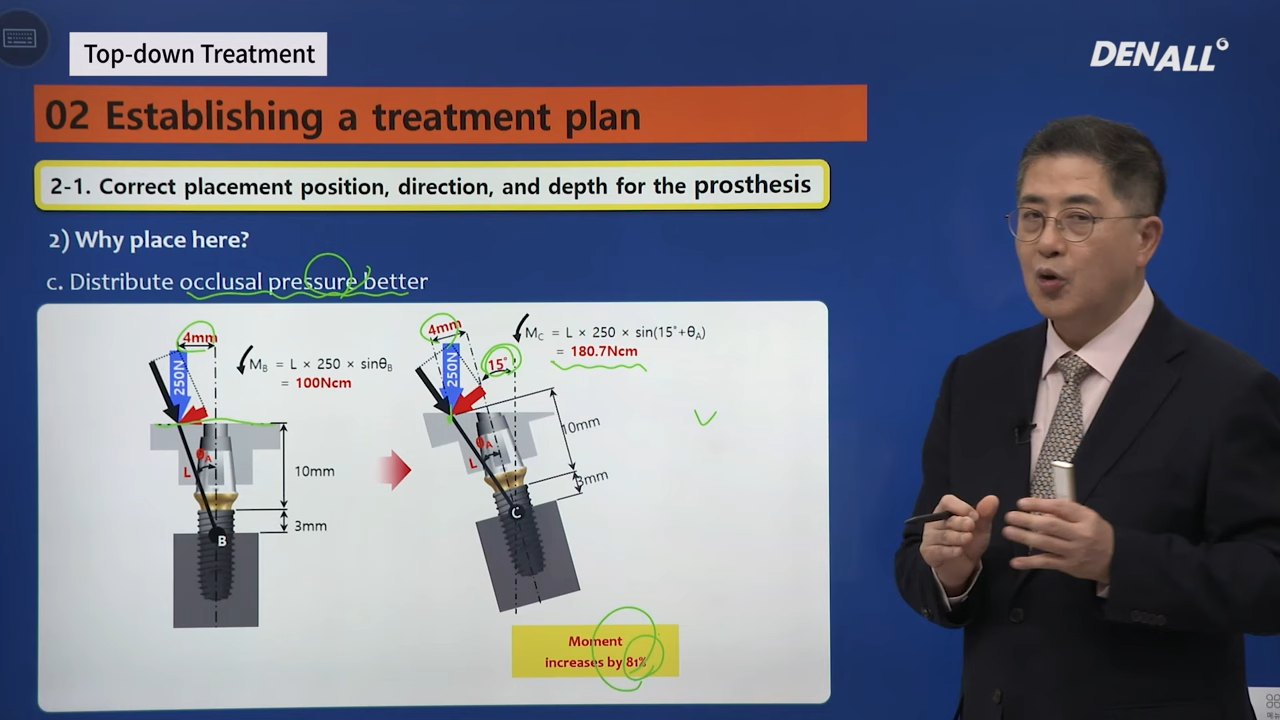 Top-down Treatment
DENALL
02 Establishing a treatment plan
2-1. Correct placement position, direction, and depth for the prosthesis
2) Why place here?
c. Distribute occlusal pressure better
4mm
250N
M_B = L × 250 × sinθ_B
= 100Ncm
θ_A
L
10mm
3mm
B
4mm
250N
15°
M_C = L × 250 × sin(15°+θ_A)
= 180.7Ncm
θ_A
L
10mm
3mm
C
Moment
increases by 81%